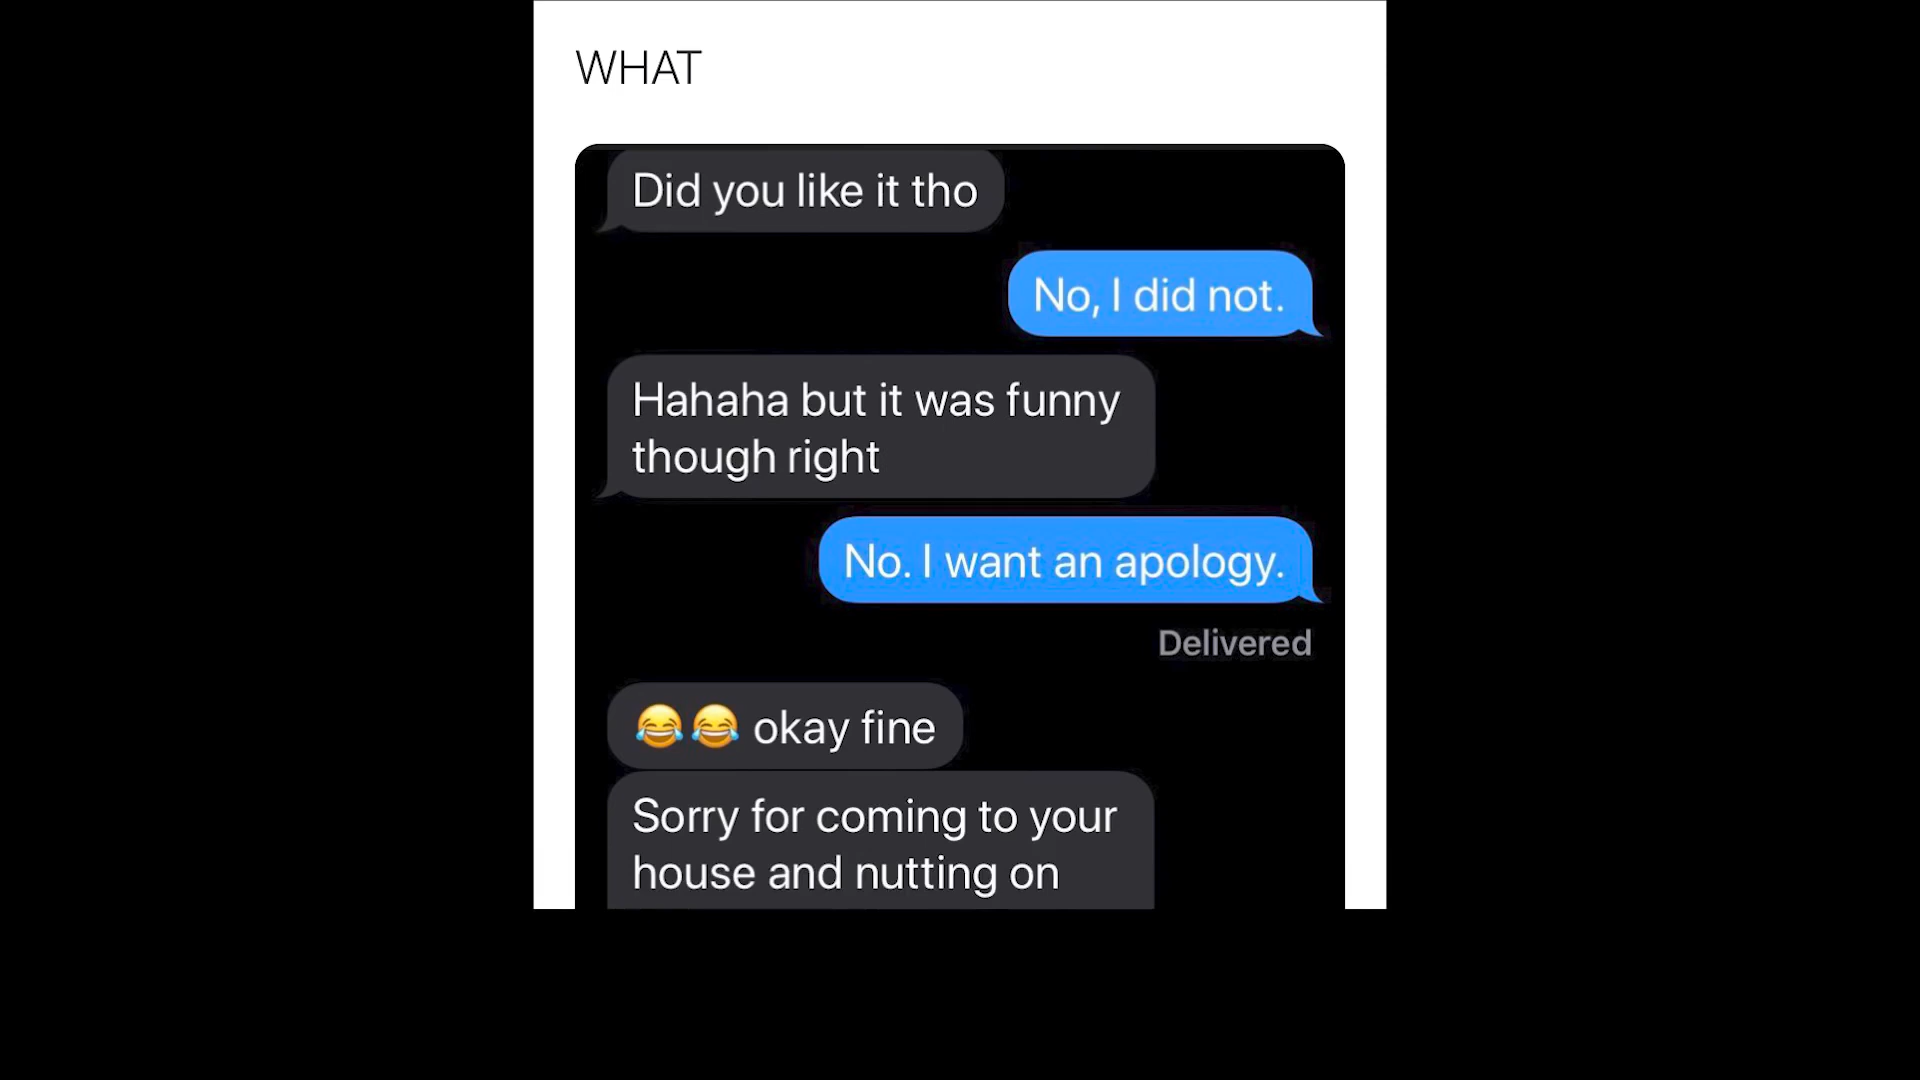 WHAT
Did you like it tho
No, I did not.
Hahaha but it was funny
though right
No. I want an apology.
Delivered
😂😂 okay fine
Sorry for coming to your
house and nutting on